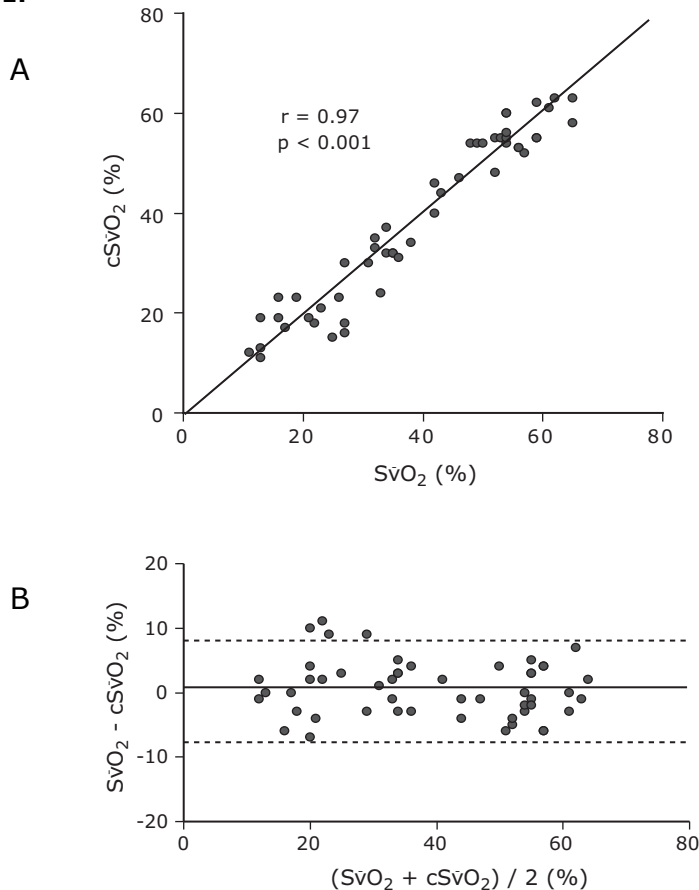 A
80
60
40
20
0
r = 0.97
p < 0.001
cSv̄O₂ (%)
0 20 40 60 80
Sv̄O₂ (%)
B
20
10
0
-10
-20
Sv̄O₂ - cSv̄O₂ (%)
0 20 40 60 80
(Sv̄O₂ + cSv̄O₂) / 2 (%)